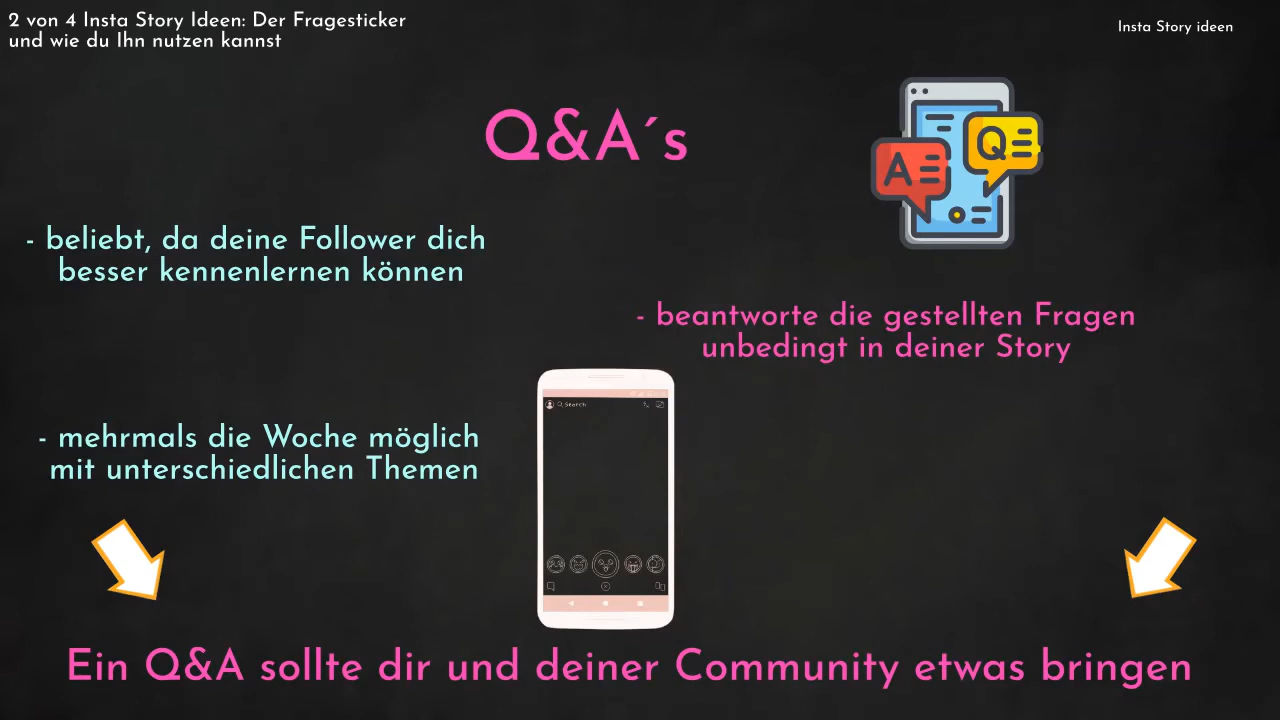 2 von 4 Insta Story Ideen: Der Fragesticker
und wie du Ihn nutzen kannst
Insta Story ideen
Q&A´s
A
Q
- beliebt, da deine Follower dich
besser kennenlernen können
- beantworte die gestellten Fragen
unbedingt in deiner Story
Search
- mehrmals die Woche möglich
mit unterschiedlichen Themen
Ein Q&A sollte dir und deiner Community etwas bringen